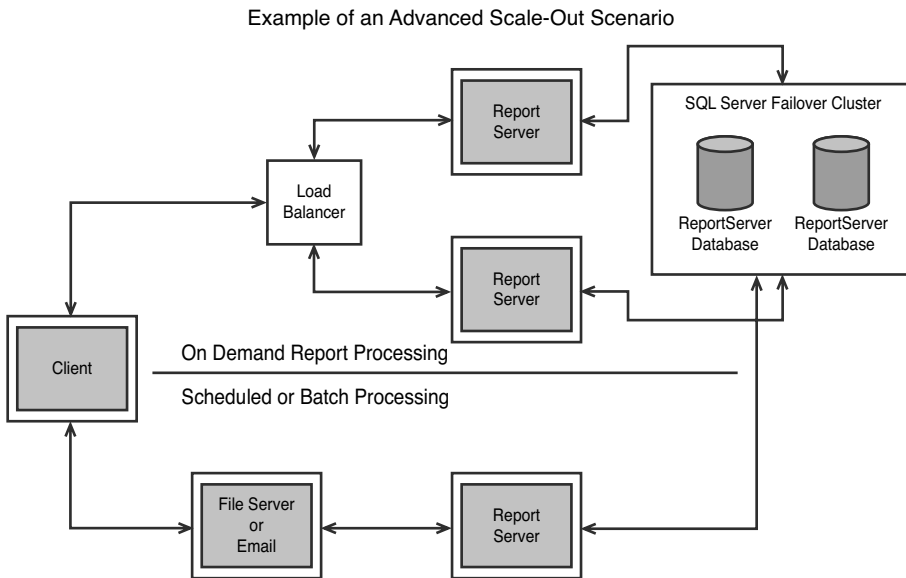 Example of an Advanced Scale-Out Scenario
Report
Server
SQL Server Failover Cluster
ReportServer
Database
ReportServer
Database
Load
Balancer
Report
Server
Client
On Demand Report Processing
Scheduled or Batch Processing
File Server
or
Email
Report
Server